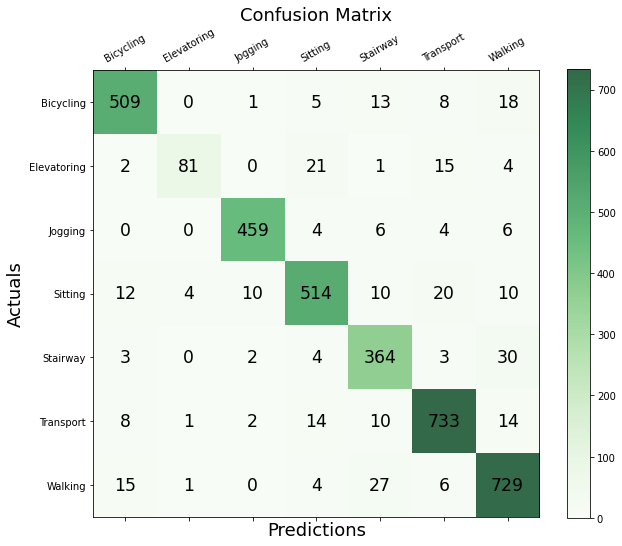 Confusion Matrix
Bicycling Elevatoring Jogging Sitting Stairway Transport Walking
Bicycling 509 0 1 5 13 8 18
Elevatoring 2 81 0 21 1 15 4
Jogging 0 0 459 4 6 4 6
Sitting 12 4 10 514 10 20 10
Stairway 3 0 2 4 364 3 30
Transport 8 1 2 14 10 733 14
Walking 15 1 0 4 27 6 729
Actuals
Predictions
700
600
500
400
300
200
100
0